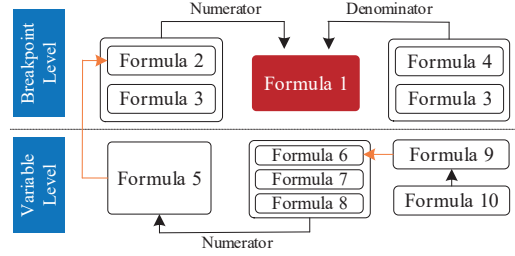 Numerator
Denominator
Breakpoint
Level
Formula 2
Formula 3
Formula 1
Formula 4
Formula 3
Variable
Level
Formula 5
Formula 6
Formula 7
Formula 8
Formula 9
Formula 10
Numerator